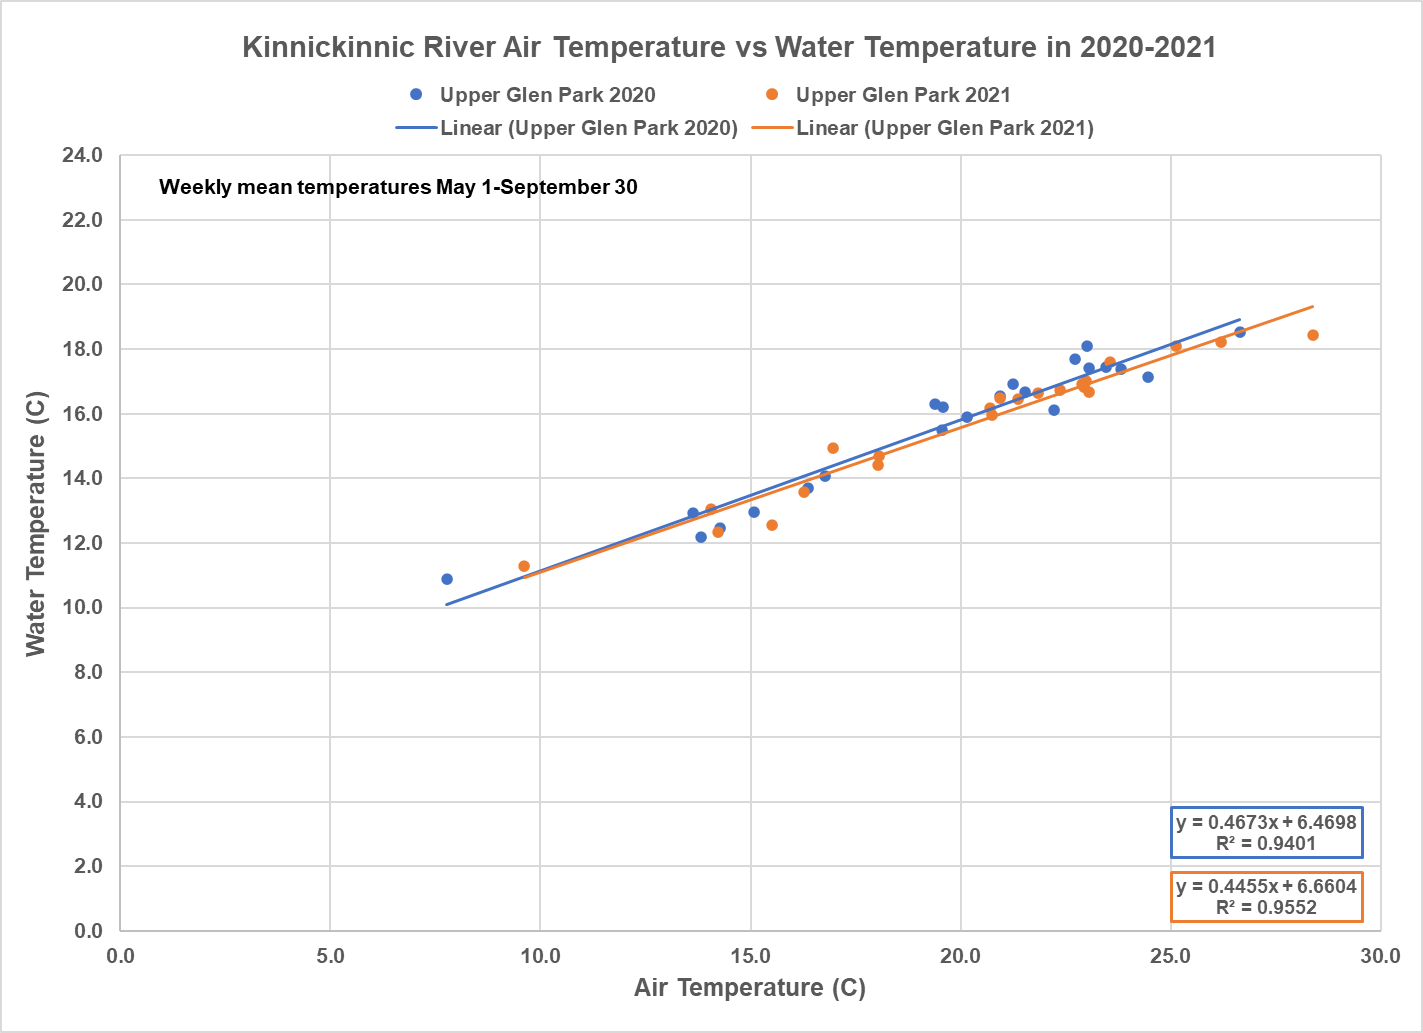 Kinnickinnic River Air Temperature vs Water Temperature in 2020-2021
Upper Glen Park 2020
Upper Glen Park 2021
Linear (Upper Glen Park 2020)
Linear (Upper Glen Park 2021)
Weekly mean temperatures May 1-September 30
24.0
22.0
20.0
18.0
16.0
14.0
12.0
10.0
8.0
6.0
4.0
2.0
0.0
Water Temperature (C)
y = 0.4673x + 6.4698
R² = 0.9401
y = 0.4455x + 6.6604
R² = 0.9552
0.0
5.0
10.0
15.0
20.0
25.0
30.0
Air Temperature (C)